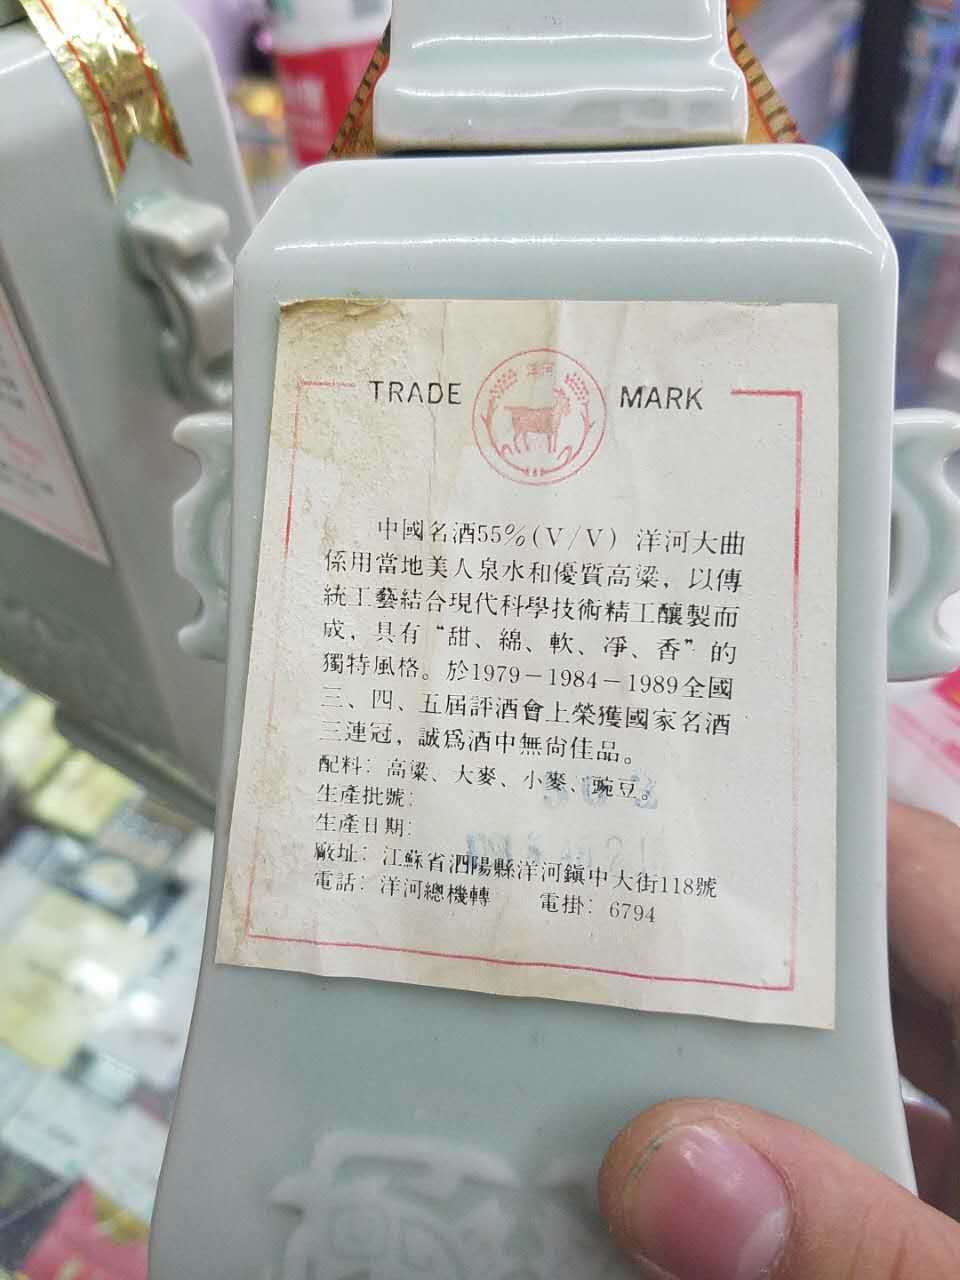 洋河
TRADE MARK
中國名酒55%(V/V) 洋河大曲
係用當地美人泉水和優質高粱，以傳
統工藝結合現代科學技術精工釀製而
成，具有“甜、綿、軟、凈、香”的
獨特風格。於1979－1984－1989全國
三、四、五屆評酒會上榮獲國家名酒
三連冠，誠爲酒中無尚佳品。
配料：高粱、大麥、小麥、豌豆。
生產批號：
生產日期：
廠址：江蘇省泗陽縣洋河鎮中大街118號
電話：洋河總機轉 電掛：6794